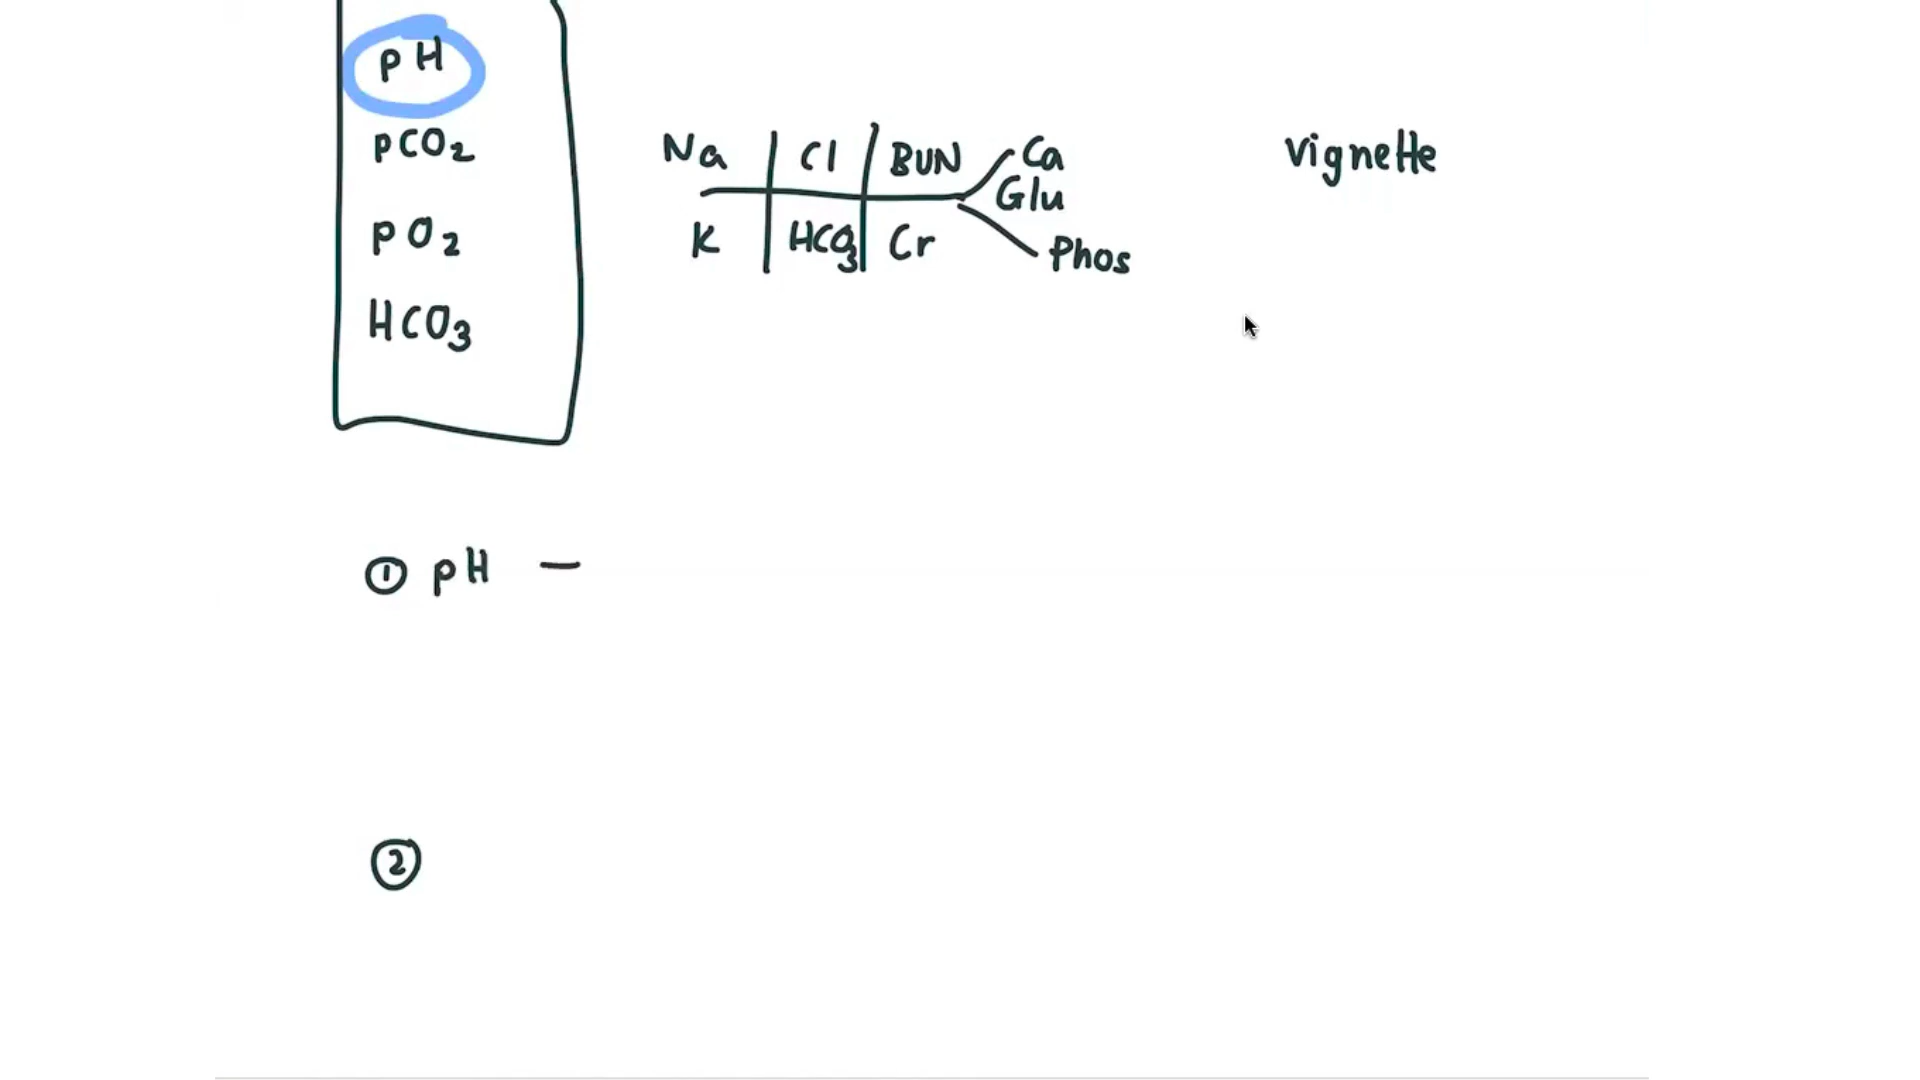 pH
pCO₂
pO₂
HCO₃
Na Cl BUN Ca
Glu
K HCO₃ Cr Phos
Vignette
① pH —
②